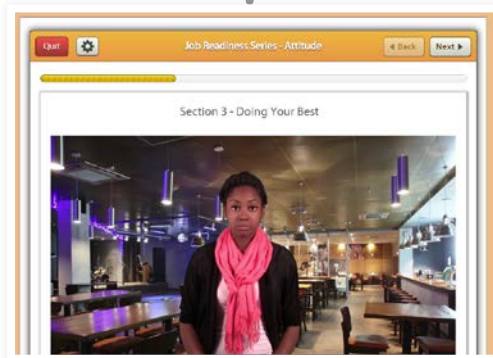 Quit
Job Readiness Series - Attitude
Back
Next
Section 3 - Doing Your Best